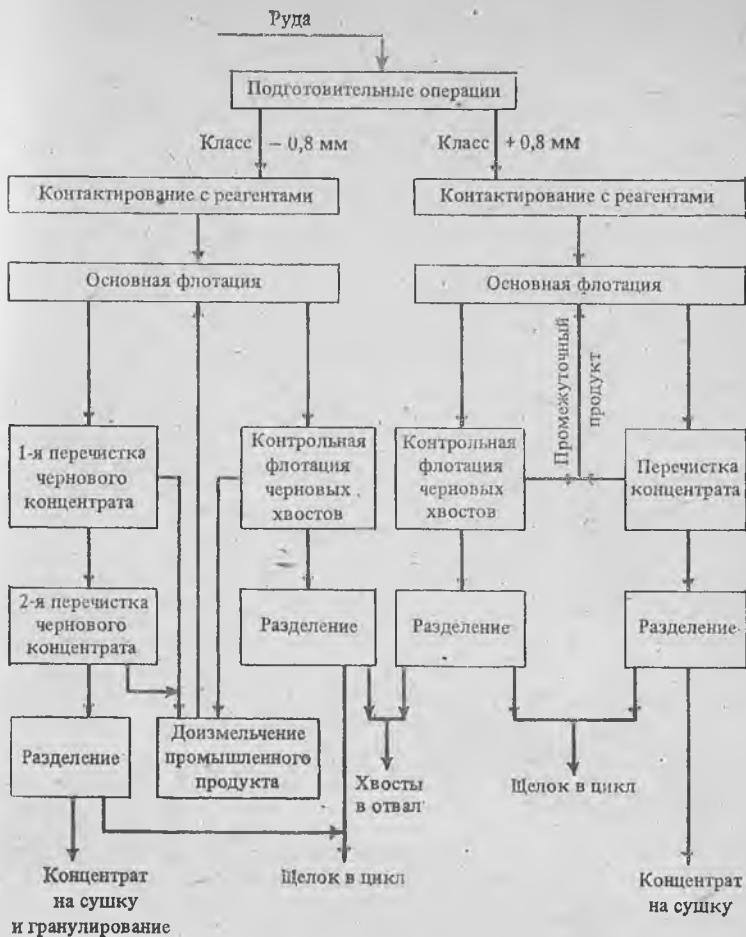 Руда
Подготовительные операции
Класс – 0,8 мм
Класс + 0,8 мм
Контактирование с реагентами
Контактирование с реагентами
Основная флотация
Основная флотация
Промежуточный
продукт
1-я перечистка
чернового
концентрата
Контрольная
флотация
черновых
хвостов
Контрольная
флотация
черновых
хвостов
Перечистка
концентрата
2-я перечистка
чернового
концентрата
Разделение
Разделение
Разделение
Разделение
Доизмельчение
промышленного
продукта
Хвосты
в отвал
Щелок в цикл
Концентрат
на сушку
и гранулирование
Щелок в цикл
Концентрат
на сушку